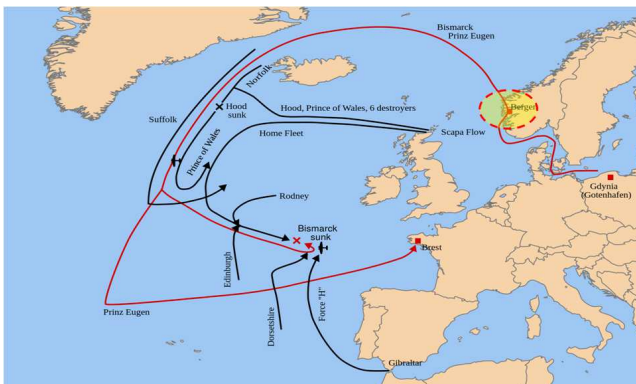 Bismarck
Prinz Eugen
Norfolk
Bergen
Hood
sunk
Hood, Prince of Wales, 6 destroyers
Suffolk
Home Fleet
Scapa Flow
Prince of Wales
Gdynia
(Gotenhafen)
Rodney
Bismarck
sunk
Brest
Edinburgh
Prinz Eugen
Force "H"
Dorsetshire
Gibraltar